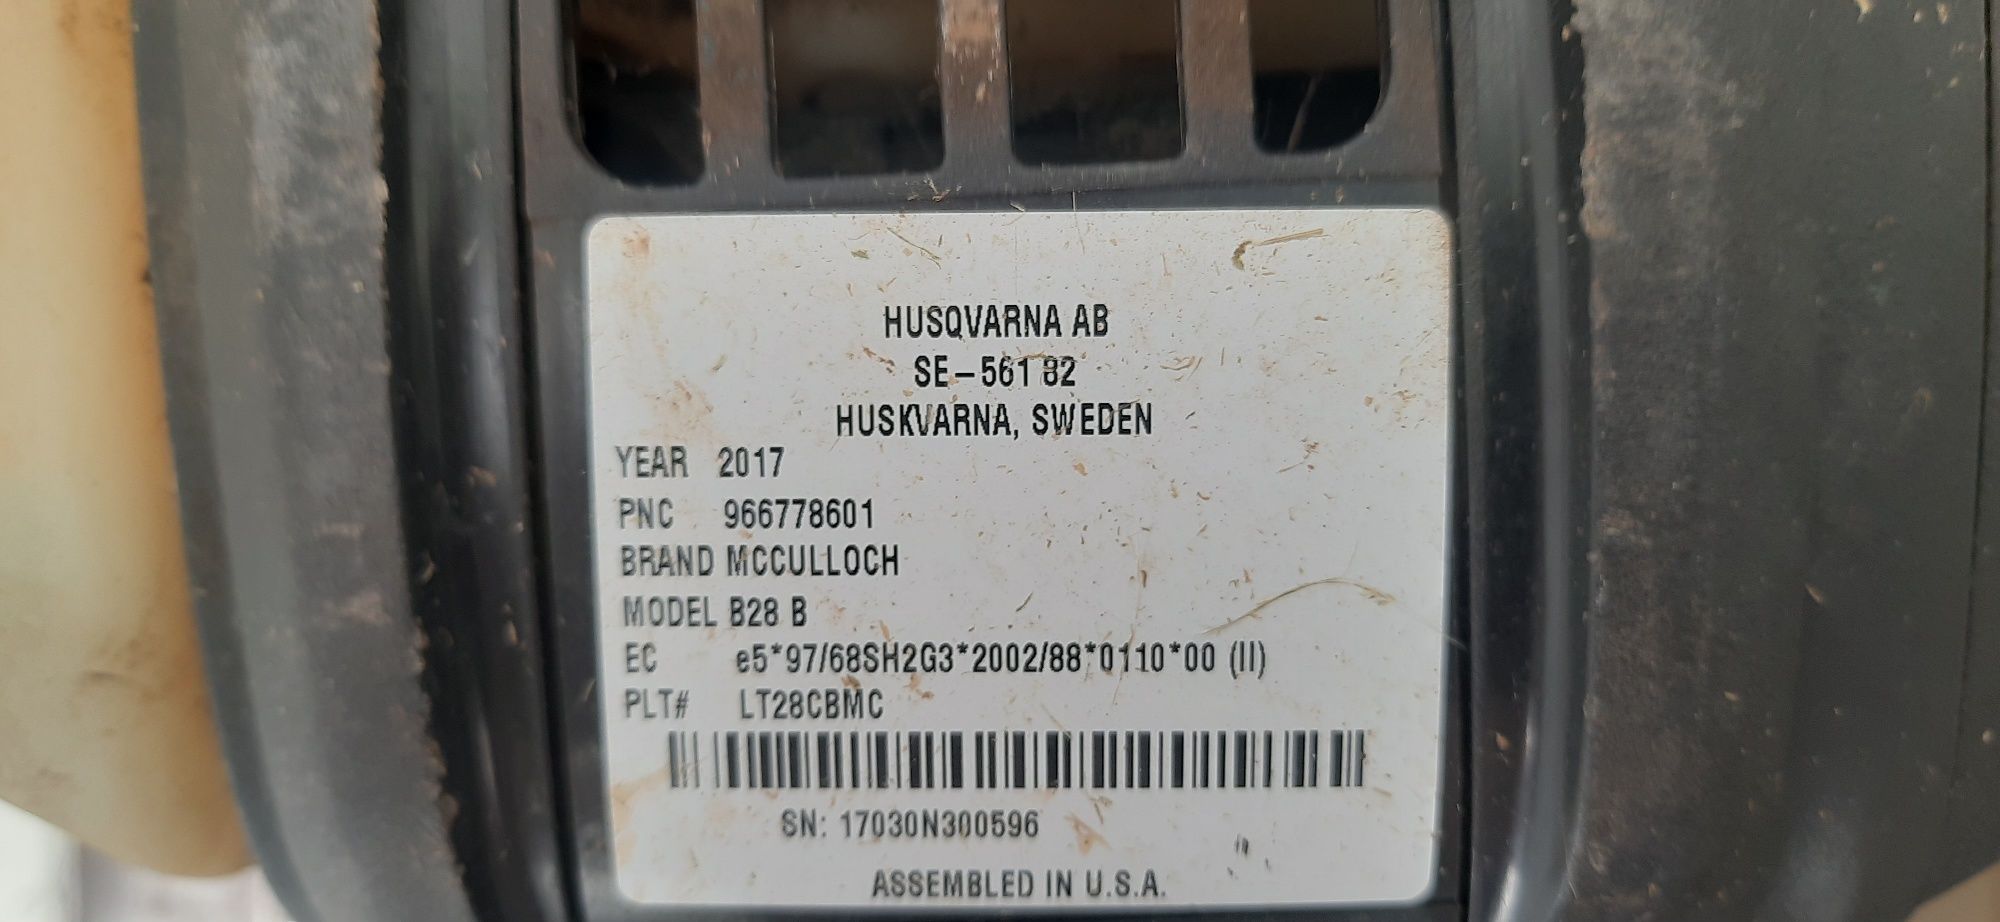 HUSQVARNA AB
SE-561 82
HUSKVARNA, SWEDEN
YEAR 2017
PNC 966778601
BRAND MCCULLOCH
MODEL B28 B
EC e5*97/68SH2G3*2002/88*0110*00 (II)
PLT# LT28CBMC
SN: 17030N300596
ASSEMBLED IN U.S.A.